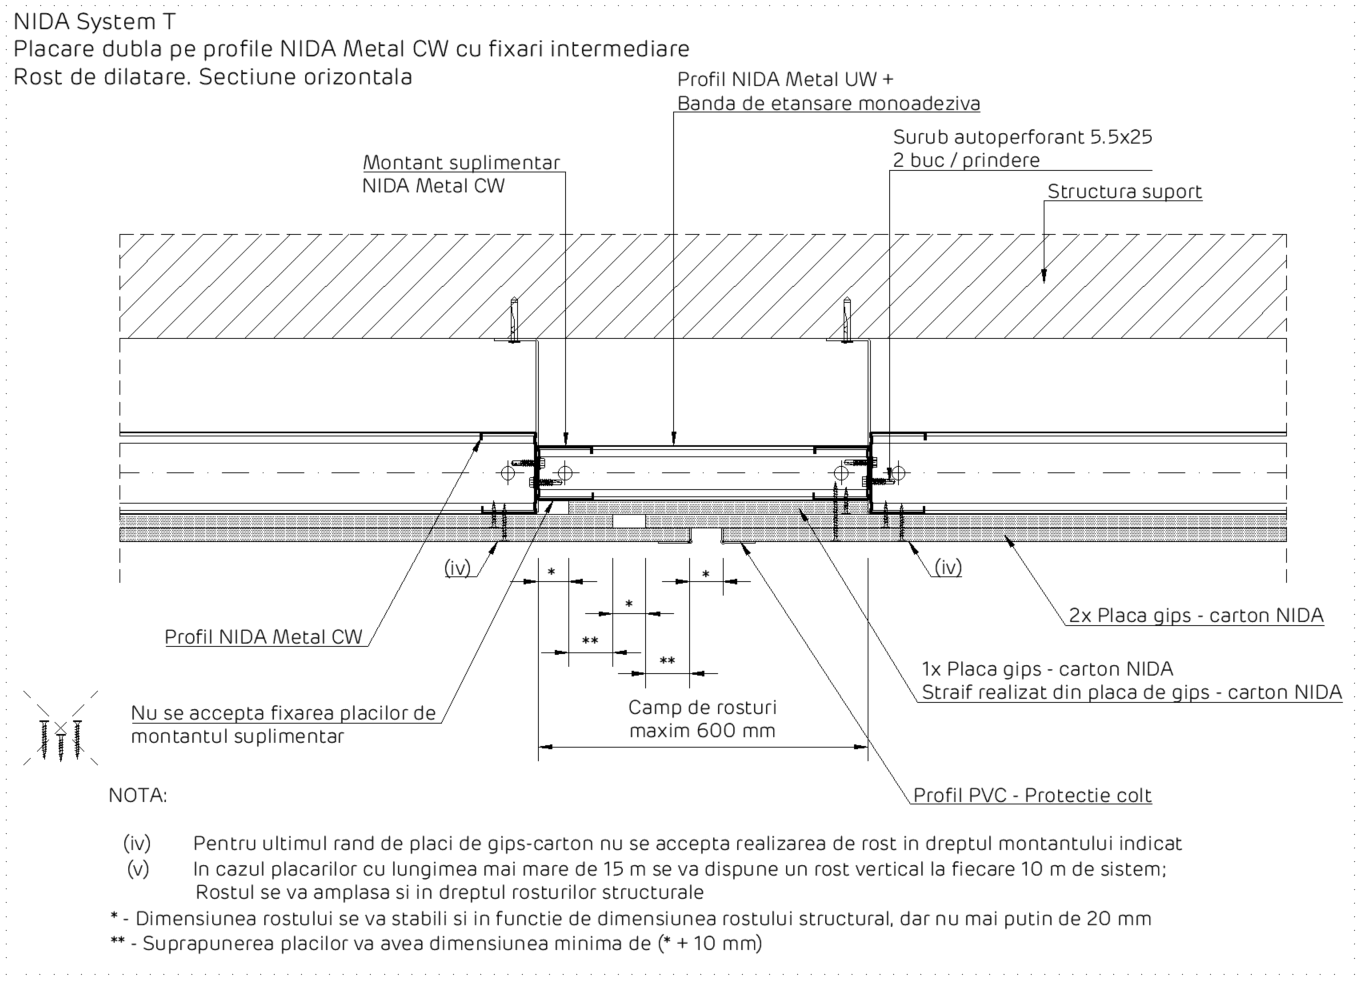 NIDA System T
Placare dubla pe profile NIDA Metal CW cu fixari intermediare
Rost de dilatare. Sectiune orizontala
Profil NIDA Metal UW +
Banda de etansare monoadeziva
Surub autoperforant 5.5x25
2 buc / prindere
Montant suplimentar
NIDA Metal CW
Structura suport
(iv)
*
*
(iv)
*
**
**
2x Placa gips - carton NIDA
Profil NIDA Metal CW
1x Placa gips - carton NIDA
Straif realizat din placa de gips - carton NIDA
Nu se accepta fixarea placilor de
montantul suplimentar
Camp de rosturi
maxim 600 mm
Profil PVC - Protectie colt
NOTA:
(iv) Pentru ultimul rand de placi de gips-carton nu se accepta realizarea de rost in dreptul montantului indicat
(v) In cazul placarilor cu lungimea mai mare de 15 m se va dispune un rost vertical la fiecare 10 m de sistem;
Rostul se va amplasa si in dreptul rosturilor structurale
* - Dimensiunea rostului se va stabili si in functie de dimensiunea rostului structural, dar nu mai putin de 20 mm
** - Suprapunerea placilor va avea dimensiunea minima de (* + 10 mm)